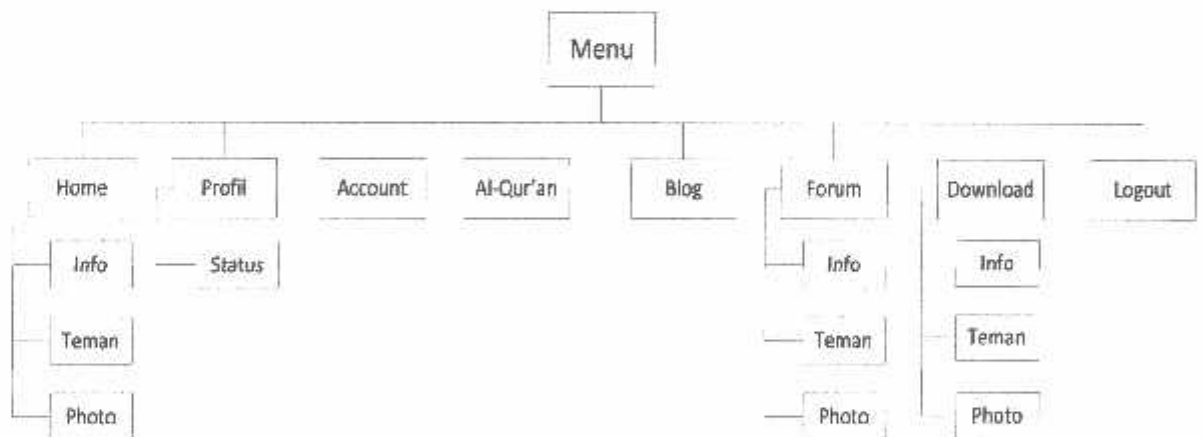 Menu
Home
Profil
Account
Al-Qur'an
Blog
Forum
Download
Logout
Info
Status
Info
Info
Teman
Teman
Teman
Photo
Photo
Photo